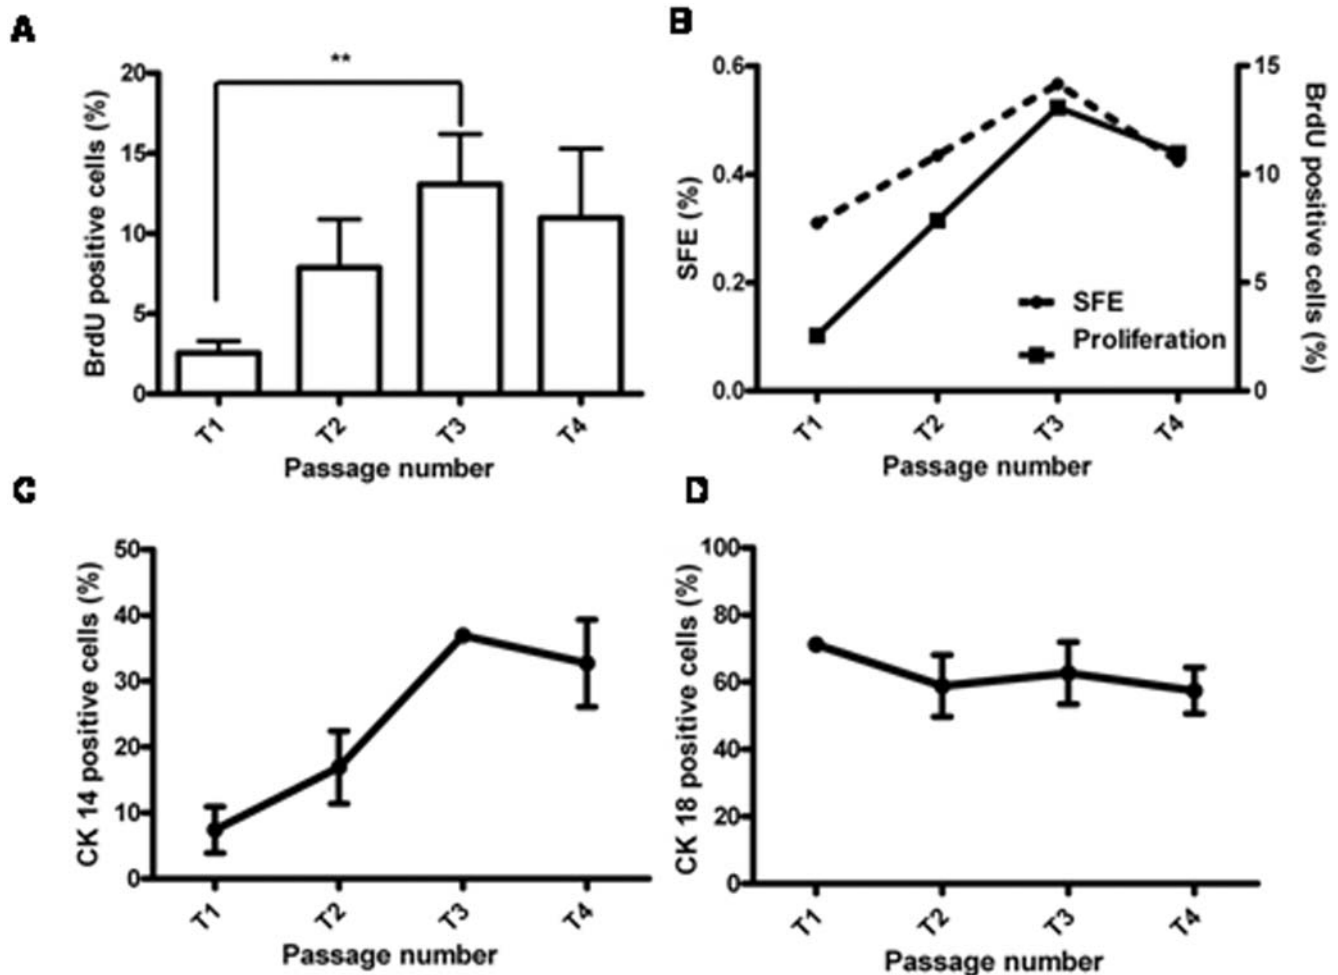 A
BrdU positive cells (%)
20
15
10
5
0
**
T1
T2
T3
T4
Passage number
B
SFE (%)
0.6
0.4
0.2
0.0
SFE
Proliferation
15
10
5
0
BrdU positive cells (%)
T1
T2
T3
T4
Passage number
C
CK 14 positive cells (%)
50
40
30
20
10
0
T1
T2
T3
T4
Passage number
D
CK 18 positive cells (%)
100
80
60
40
20
0
T1
T2
T3
T4
Passage number